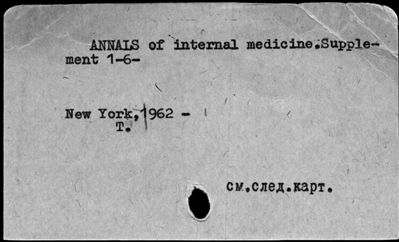 ANNALS of internal medicine.Supple-
ment 1-6-
New York,1962 -
T.
см.след.карт.